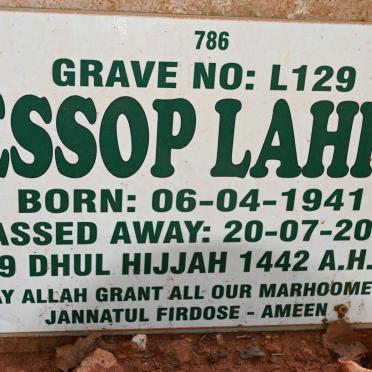 786
GRAVE NO: L129
ESSOP LAH
BORN: 06-04-1941
ASSED AWAY: 20-07-20
9 DHUL HIJJAH 1442 A.H.
AY ALLAH GRANT ALL OUR MARHOOME
JANNATUL FIRDOSE - AMEEN